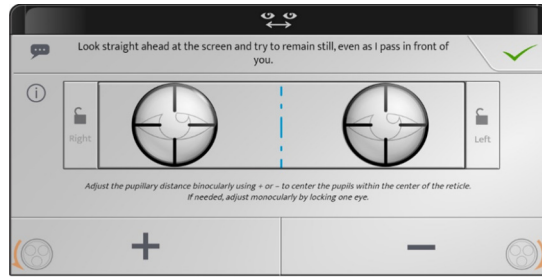 Look straight ahead at the screen and try to remain still, even as I pass in front of
you.
Right
Left
Adjust the pupillary distance binocularly using + or – to center the pupils within the center of the reticle.
If needed, adjust monocularly by locking one eye.
+
–